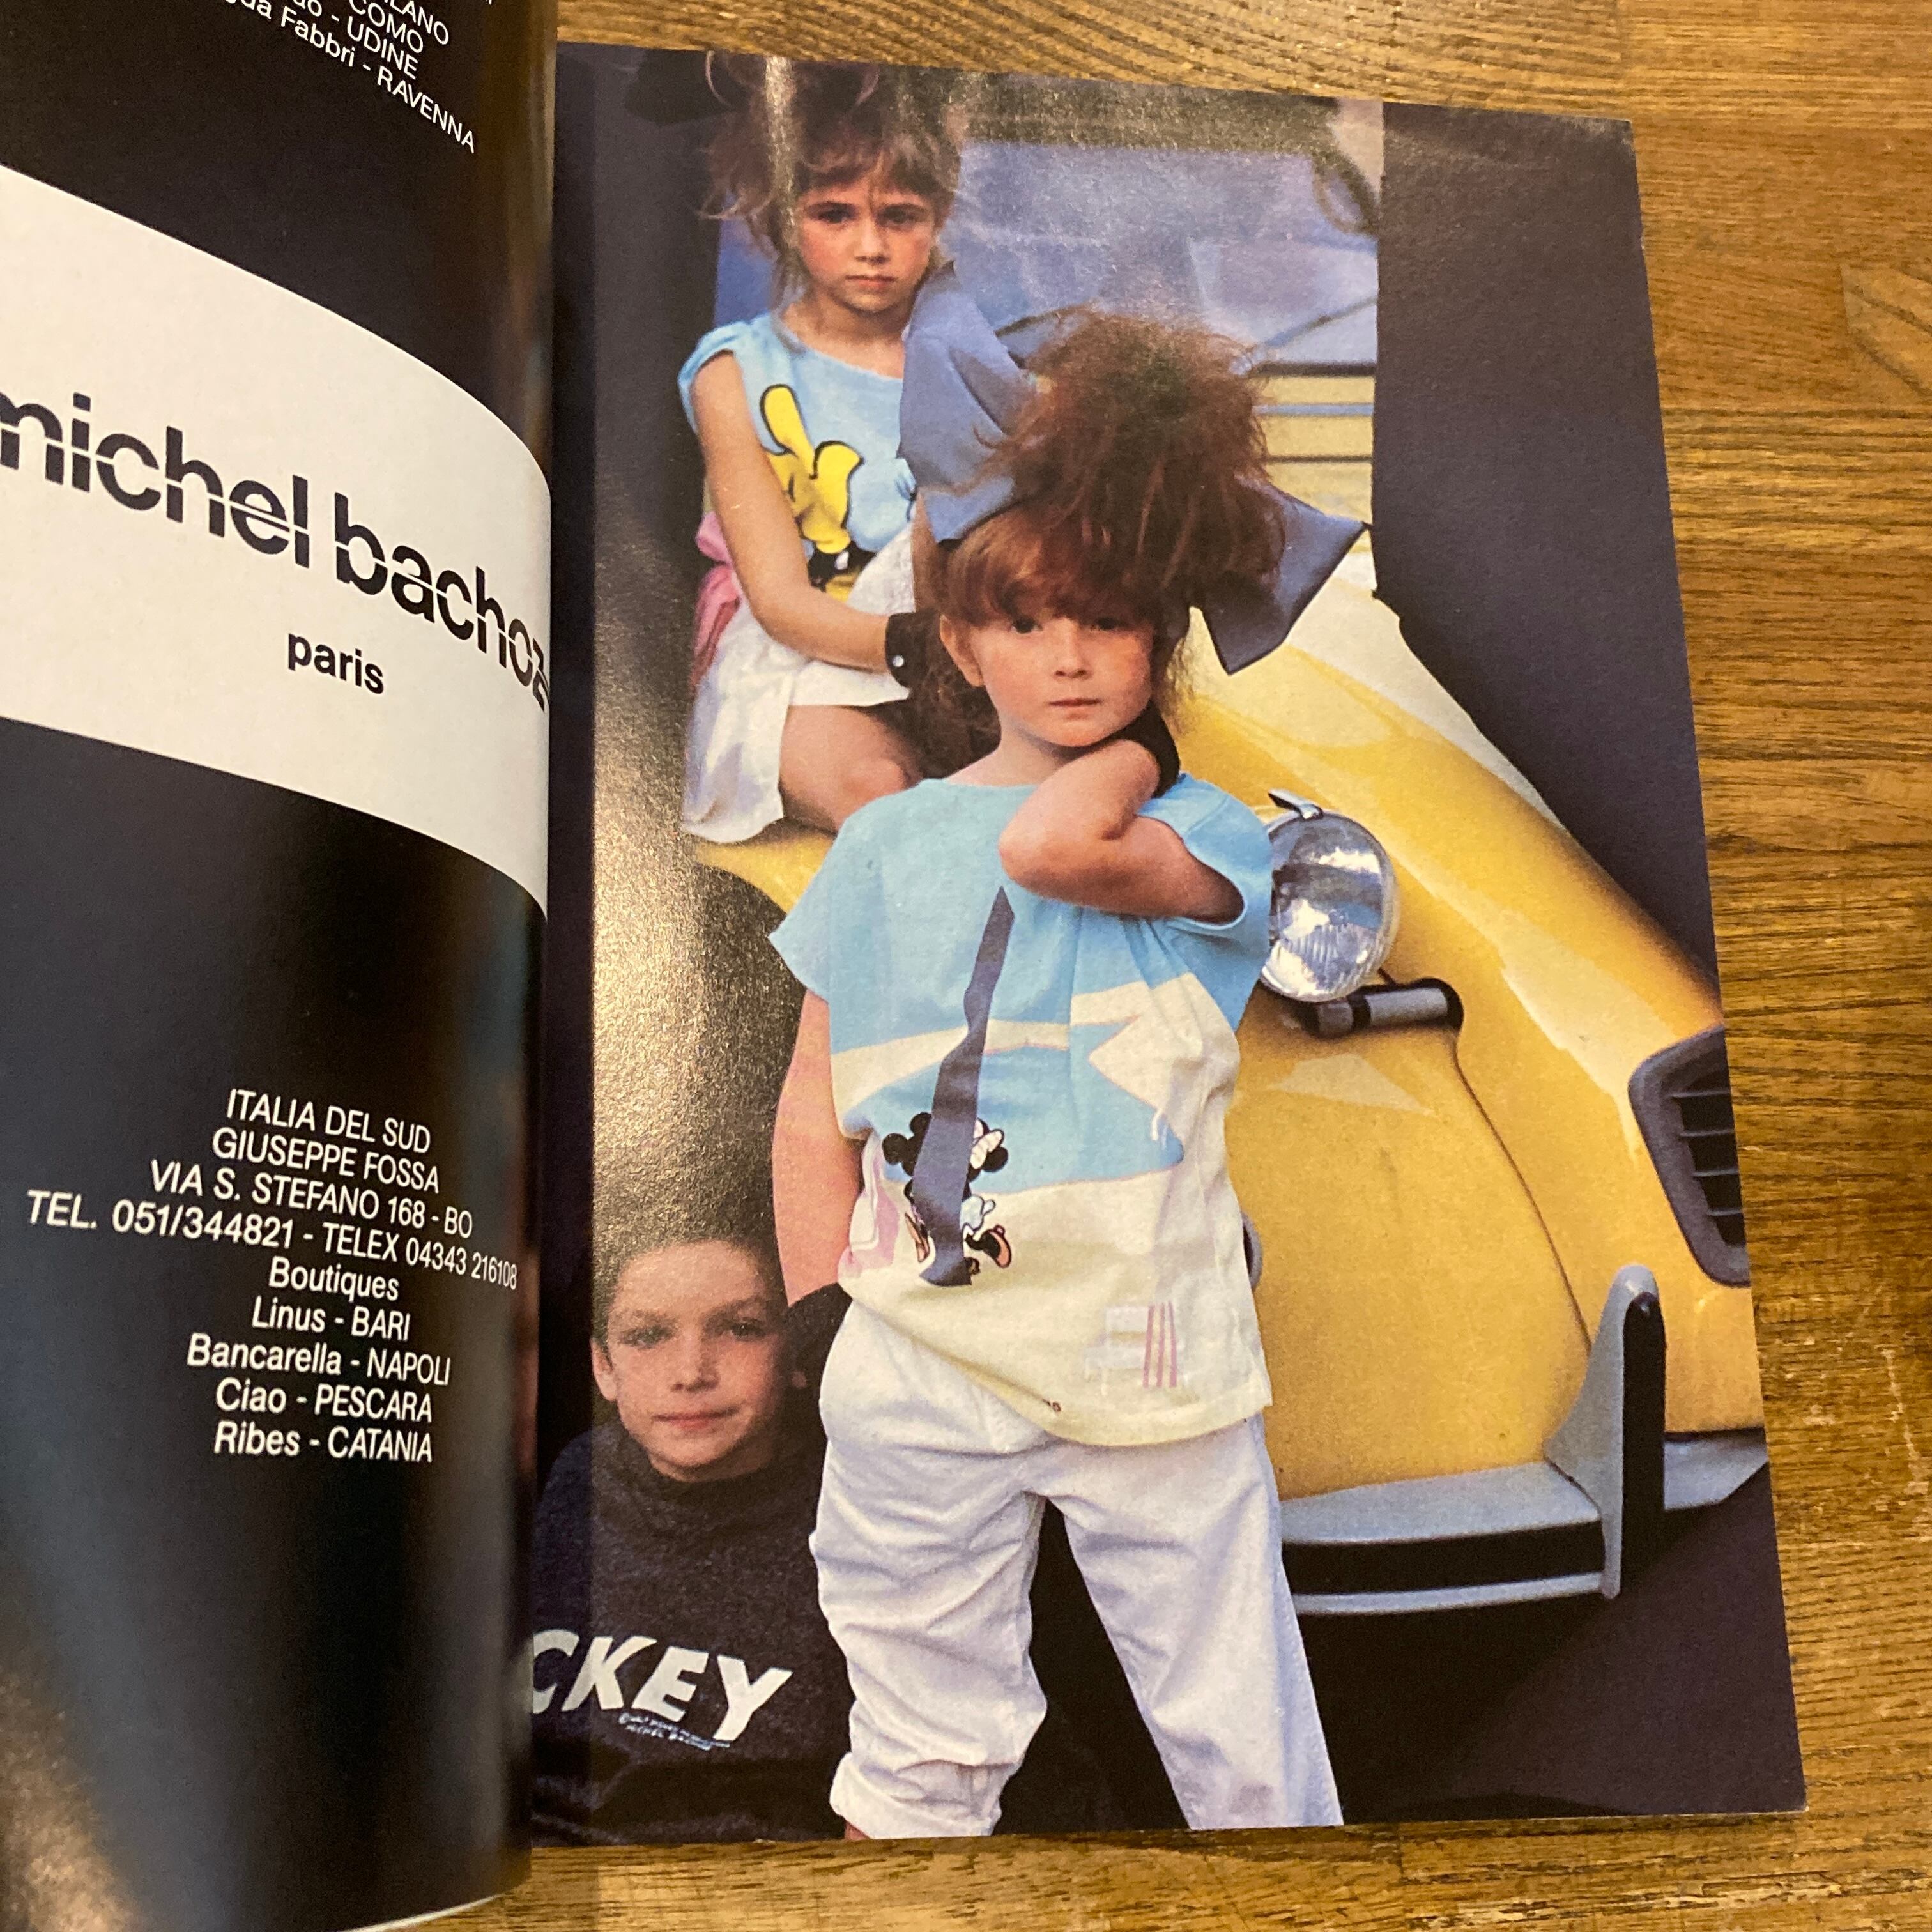 COMO
- UDINE
Fabbri - RAVENNA
michel bachoz
paris
ITALIA DEL SUD
GIUSEPPE FOSSA
VIA S. STEFANO 168 - BO
TEL. 051/344821 - TELEX 04343 216108
Boutiques
Linus - BARI
Bancarella - NAPOLI
Ciao - PESCARA
Ribes - CATANIA
CKEY